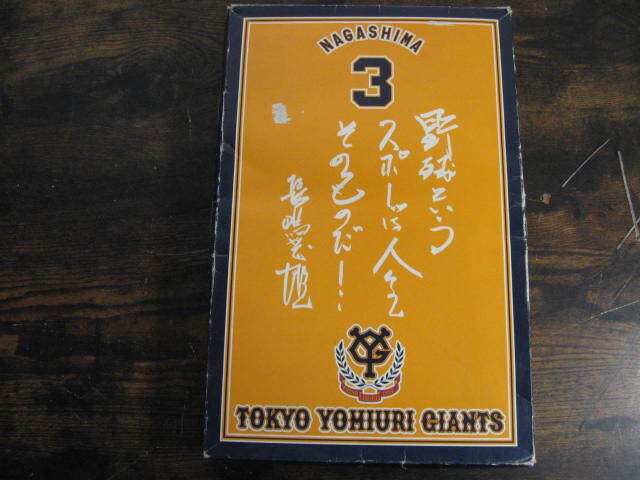 NAGASHIMA
3
野球という
スポーツは人生
そのものだ!..
長嶋茂雄
YG
TOKYO YOMIURI GIANTS